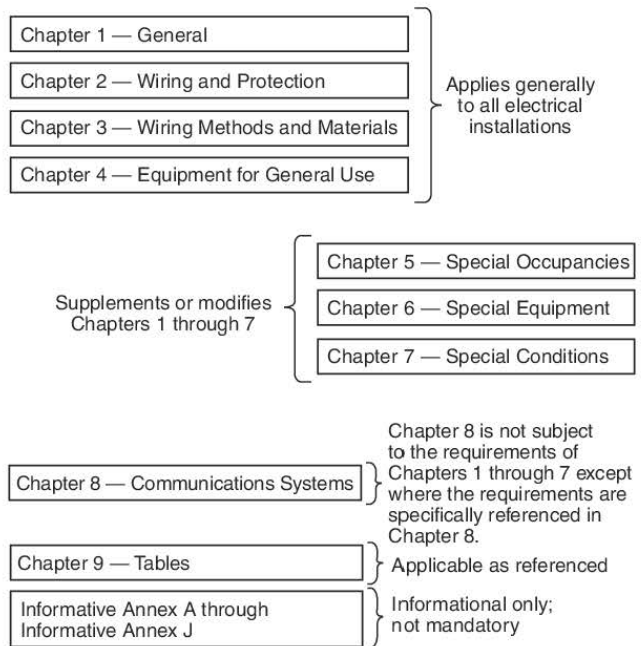 Chapter 1 — General
Chapter 2 — Wiring and Protection
Chapter 3 — Wiring Methods and Materials
Chapter 4 — Equipment for General Use
Applies generally
to all electrical
installations
Supplements or modifies
Chapters 1 through 7
Chapter 5 — Special Occupancies
Chapter 6 — Special Equipment
Chapter 7 — Special Conditions
Chapter 8 — Communications Systems
Chapter 8 is not subject
to the requirements of
Chapters 1 through 7 except
where the requirements are
specifically referenced in
Chapter 8.
Chapter 9 — Tables
Applicable as referenced
Informative Annex A through
Informative Annex J
Informational only;
not mandatory